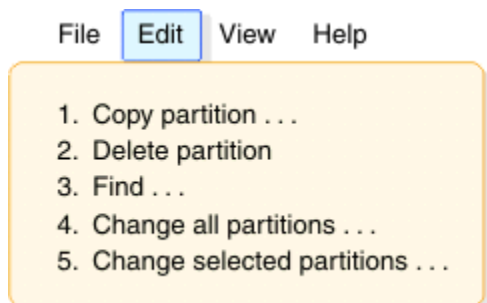 File Edit View Help
1. Copy partition . . .
2. Delete partition
3. Find . . .
4. Change all partitions . . .
5. Change selected partitions . . .